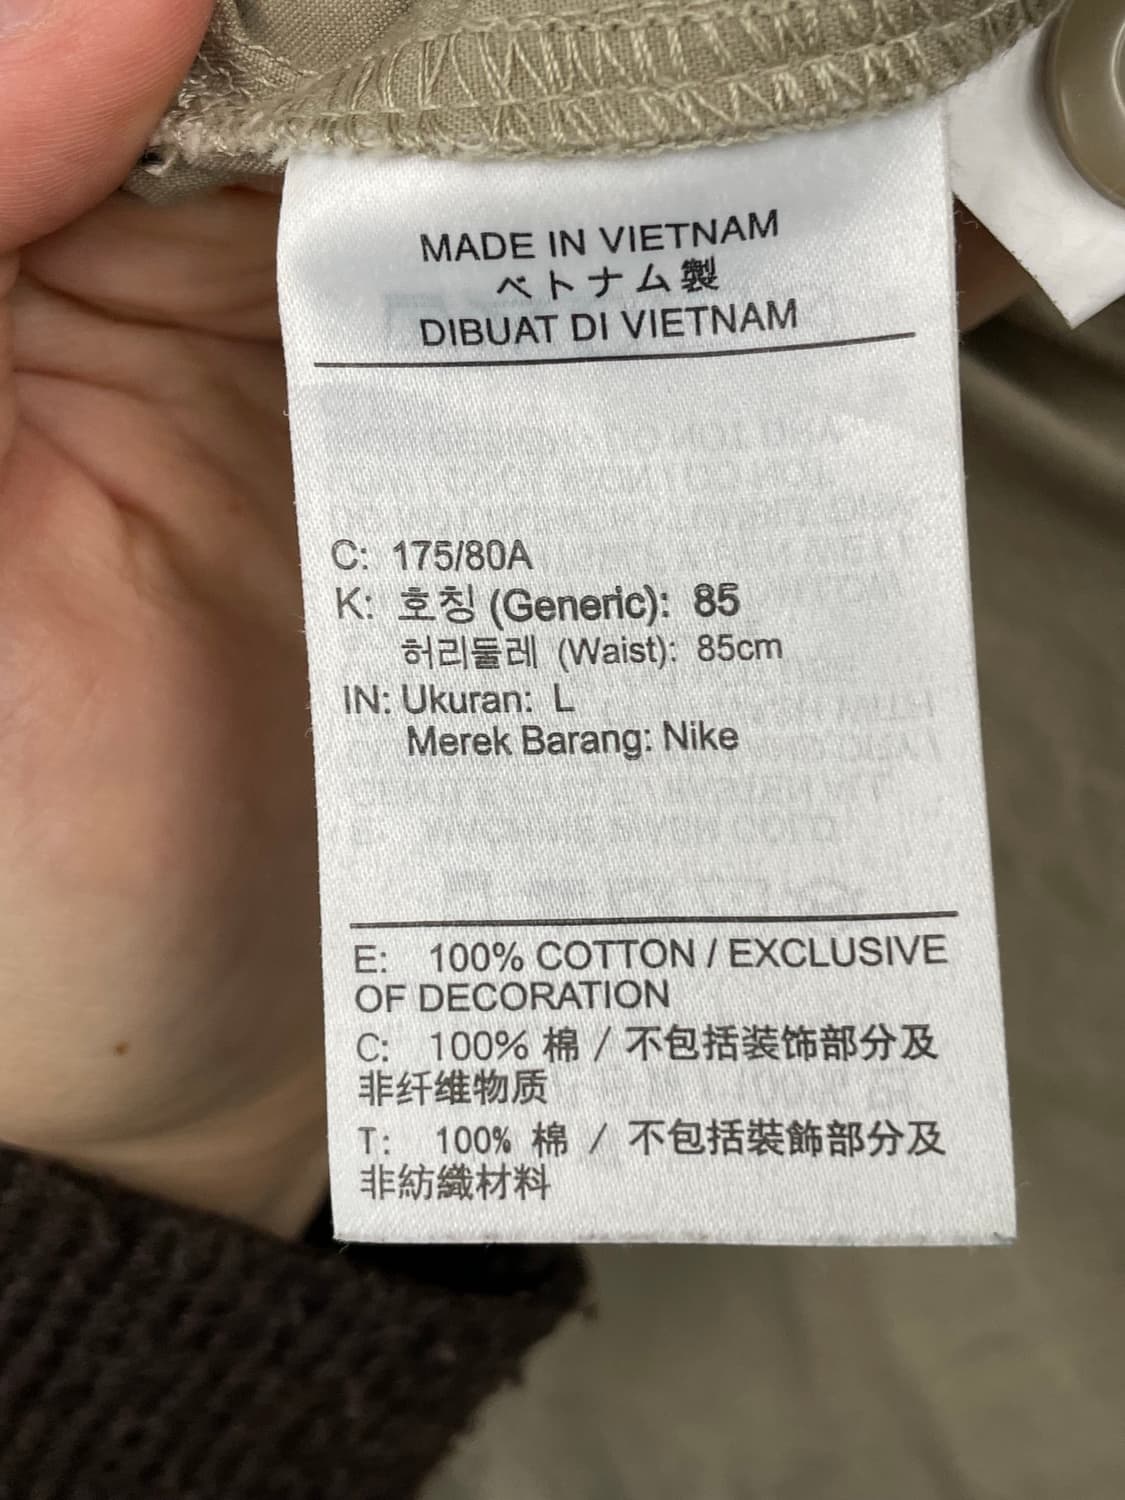 MADE IN VIETNAM
ベトナム製
DIBUAT DI VIETNAM
C: 175/80A
K: 호칭 (Generic): 85
허리둘레 (Waist): 85cm
IN: Ukuran: L
Merek Barang: Nike
E: 100% COTTON / EXCLUSIVE
OF DECORATION
C: 100% 棉 / 不包括装饰部分及
非纤维物质
T: 100% 棉 / 不包括裝飾部分及
非紡織材料